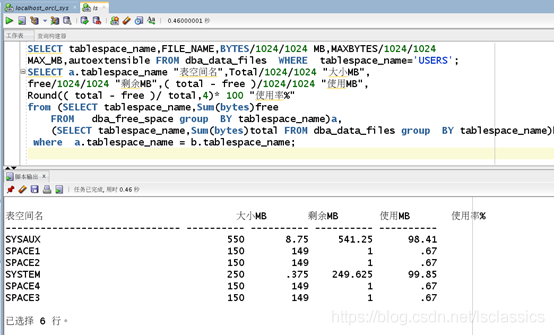 localhost_orcl_sys
ls
0.46000001 秒
工作表 查询构建器
SELECT tablespace_name,FILE_NAME,BYTES/1024/1024 MB,MAXBYTES/1024/1024
MAX_MB,autoextensible FROM dba_data_files WHERE tablespace_name='USERS';
SELECT a.tablespace_name "表空间名",Total/1024/1024 "大小MB",
free/1024/1024 "剩余MB",( total - free )/1024/1024 "使用MB",
Round(( total - free )/ total,4)* 100 "使用率%"
from (SELECT tablespace_name,Sum(bytes)free
FROM dba_free_space group BY tablespace_name)a,
(SELECT tablespace_name,Sum(bytes)total FROM dba_data_files group BY tablespace_name)b
where a.tablespace_name = b.tablespace_name;
脚本输出
任务已完成, 用时 0.46 秒
表空间名 大小MB 剩余MB 使用MB 使用率%
------------------------------ ---------- ---------- ---------- ----------
SYSAUX 550 8.75 541.25 98.41
SPACE1 150 149 1 .67
SPACE2 150 149 1 .67
SYSTEM 250 .375 249.625 99.85
SPACE4 150 149 1 .67
SPACE3 150 149 1 .67
已选择 6 行。
https://blog.csdn.net/lsclassics